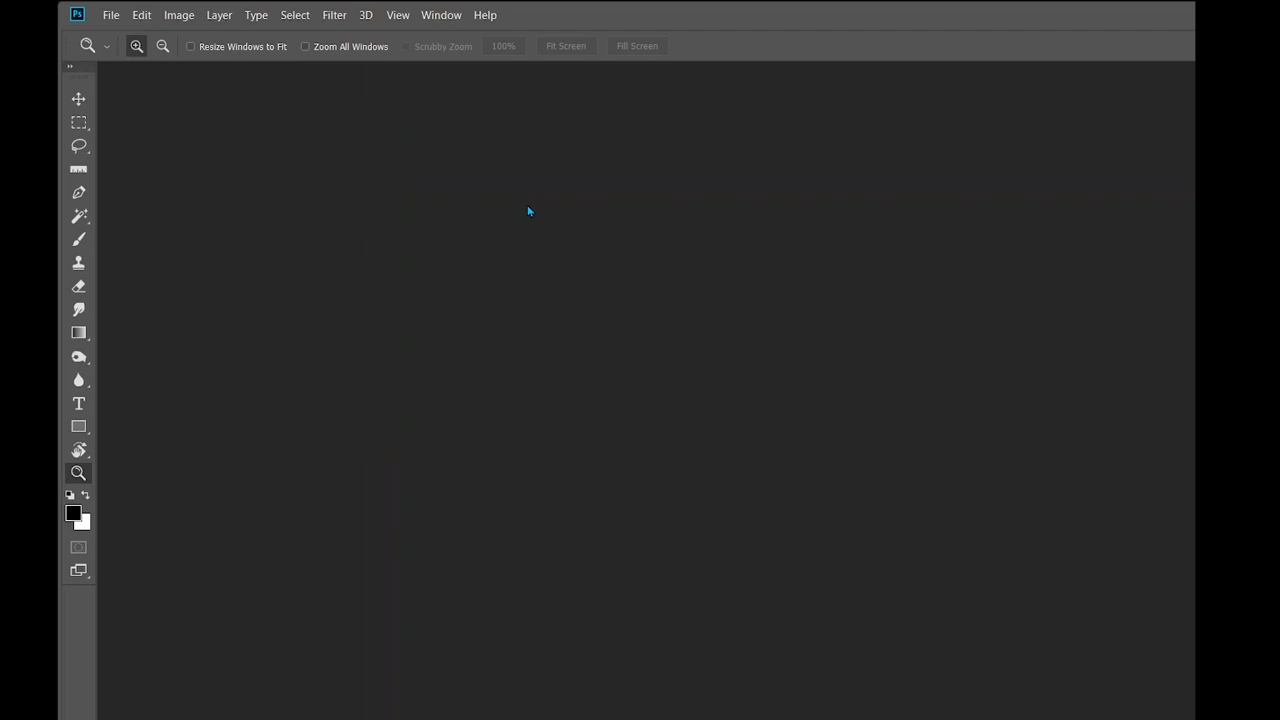 Ps File Edit Image Layer Type Select Filter 3D View Window Help
Resize Windows to Fit Zoom All Windows Scrubby Zoom 100% Fit Screen Fill Screen
T